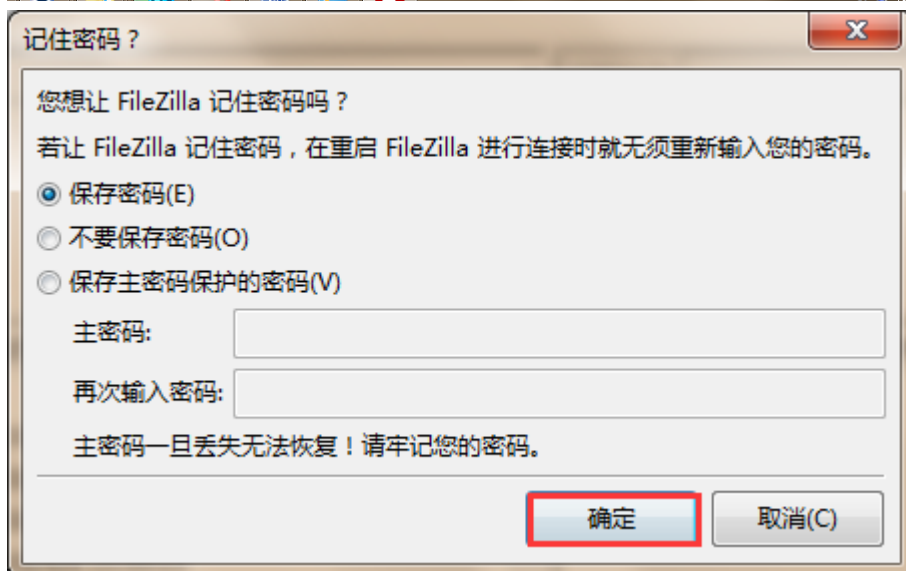 记住密码？
您想让 FileZilla 记住密码吗？
若让 FileZilla 记住密码，在重启 FileZilla 进行连接时就无须重新输入您的密码。
保存密码(E)
不要保存密码(O)
保存主密码保护的密码(V)
主密码:
再次输入密码:
主密码一旦丢失无法恢复！请牢记您的密码。
确定 取消(C)